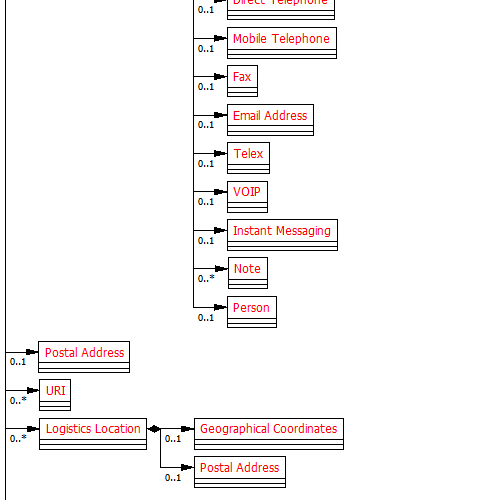 Direct Telephone
0..1
Mobile Telephone
0..1
Fax
0..1
Email Address
0..1
Telex
0..1
VOIP
0..1
Instant Messaging
0..1
Note
0..*
Person
0..1
Postal Address
0..1
URI
0..*
Logistics Location
0..*
Geographical Coordinates
0..1
Postal Address
0..1